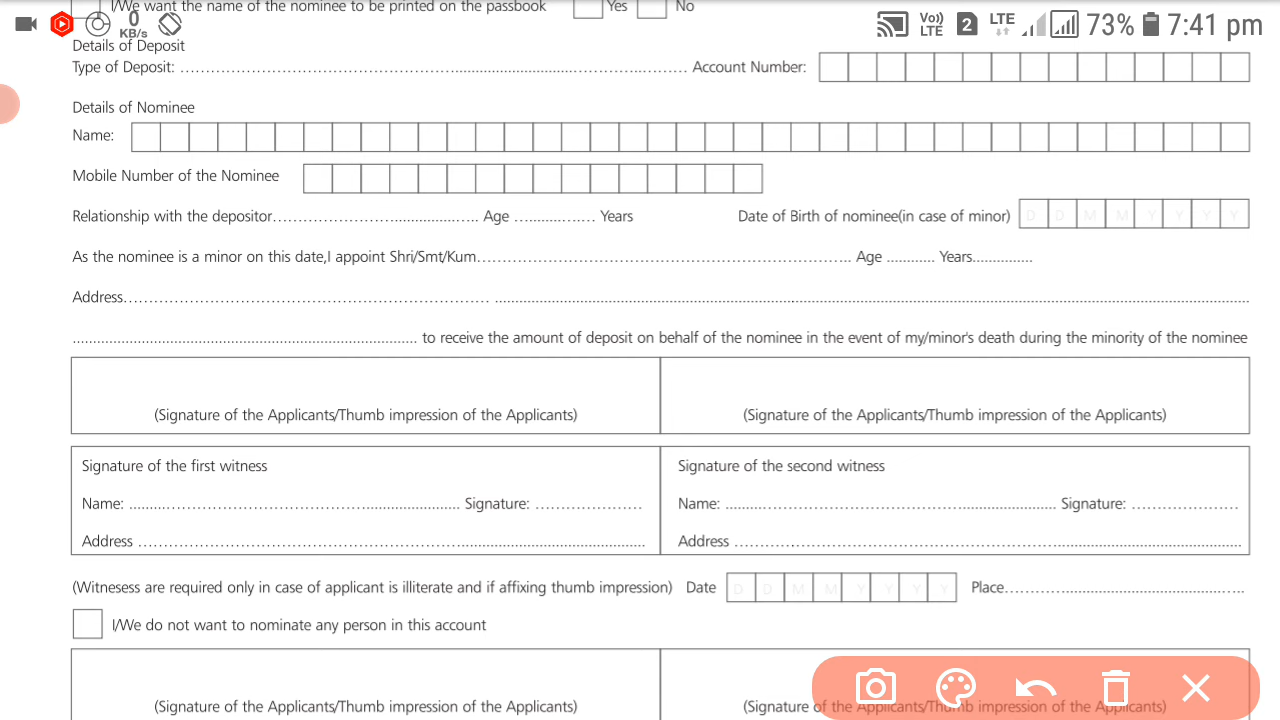 I/We want the name of the nominee to be printed on the passbook Yes No
0 KB/s Vo) LTE 2 LTE 73% 7:41 pm
Details of Deposit
Type of Deposit: ........................................ Account Number:
Details of Nominee
Name:
Mobile Number of the Nominee
Relationship with the depositor........................................ Age .................... Years Date of Birth of nominee(in case of minor) D D M M Y Y Y Y
As the nominee is a minor on this date,I appoint Shri/Smt/Kum........................................ Age ............ Years...............
Address........................................ ........................................
........................................ to receive the amount of deposit on behalf of the nominee in the event of my/minor's death during the minority of the nominee
(Signature of the Applicants/Thumb impression of the Applicants) (Signature of the Applicants/Thumb impression of the Applicants)
Signature of the first witness Signature of the second witness
Name: ........................................ Signature: .................... Name: ........................................ Signature: ....................
Address ........................................ Address ........................................
(Witnesess are required only in case of applicant is illiterate and if affixing thumb impression) Date D D M M Y Y Y Y Place........................................
I/We do not want to nominate any person in this account
(Signature of the Applicants/Thumb impression of the Applicants) (Signature of the Applicants/Thumb impression of the Applicants)